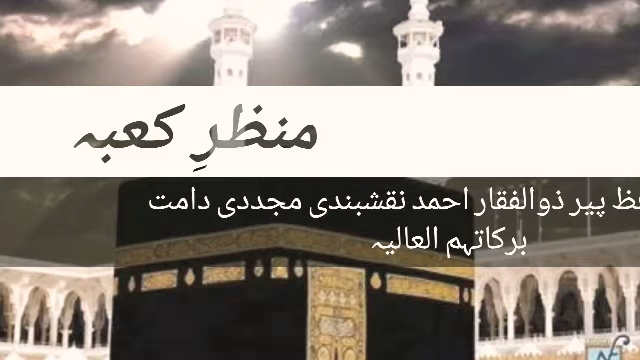 منظرِ کعبہ
پیر ذوالفقار احمد نقشبندی مجددی دامت
برکاتہم العالیہ